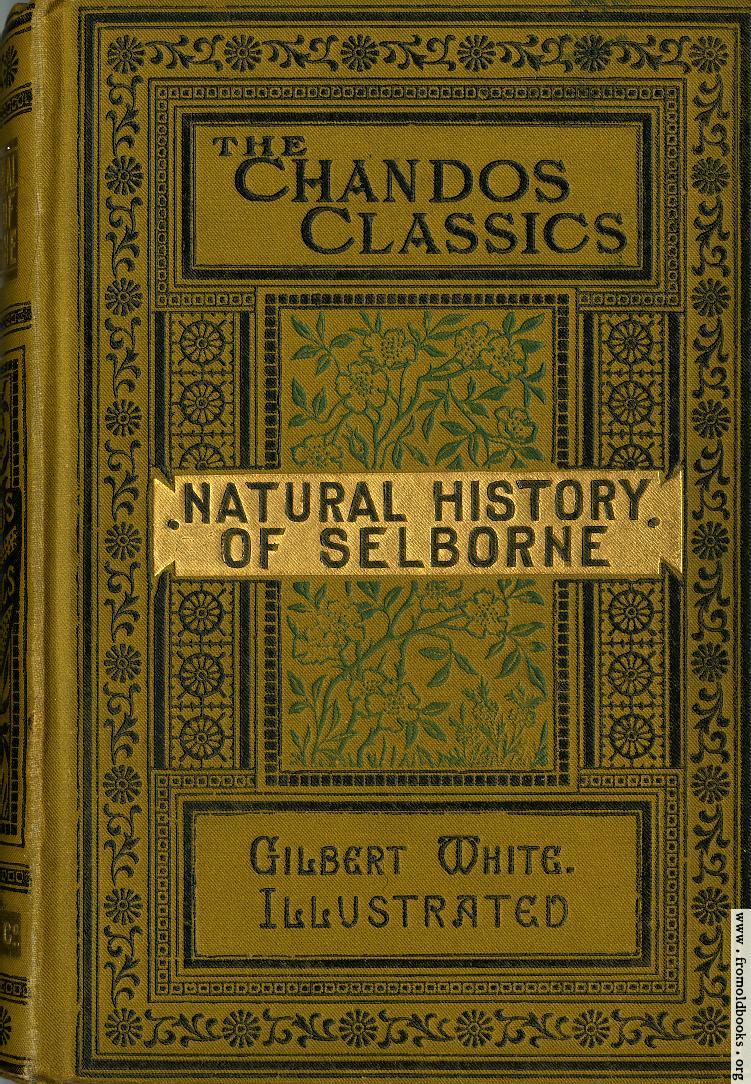 THE
CHANDOS
CLASSICS
.NATURAL HISTORY.
OF SELBORNE
GILBERT WHITE.
ILLUSTRATED
www.fromoldbooks.org